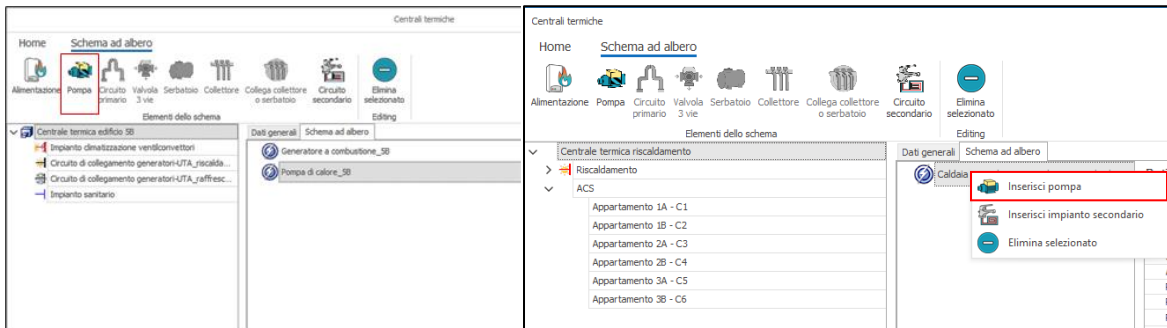 Centrali termiche
Home Schema ad albero
Alimentazione Pompa Circuito primario Valvola 3 vie Serbatoio Collettore Collega collettore o serbatoio Circuito secondario Elimina selezionato
Elementi dello schema Editing
Centrale termica edificio 5B
Impianto climatizzazione ventilconvettori
Circuito di collegamento generatori-UTA_riscalda...
Circuito di collegamento generatori-UTA_raffresc...
Impianto sanitario
Dati generali Schema ad albero
Generatore a combustione_5B
Pompa di calore_5B
Centrali termiche
Home Schema ad albero
Alimentazione Pompa Circuito primario Valvola 3 vie Serbatoio Collettore Collega collettore o serbatoio Circuito secondario Elimina selezionato
Elementi dello schema Editing
Centrale termica riscaldamento
Riscaldamento
ACS
Appartamento 1A - C1
Appartamento 1B - C2
Appartamento 2A - C3
Appartamento 2B - C4
Appartamento 3A - C5
Appartamento 3B - C6
Dati generali Schema ad albero
Caldaia
Inserisci pompa
Inserisci impianto secondario
Elimina selezionato